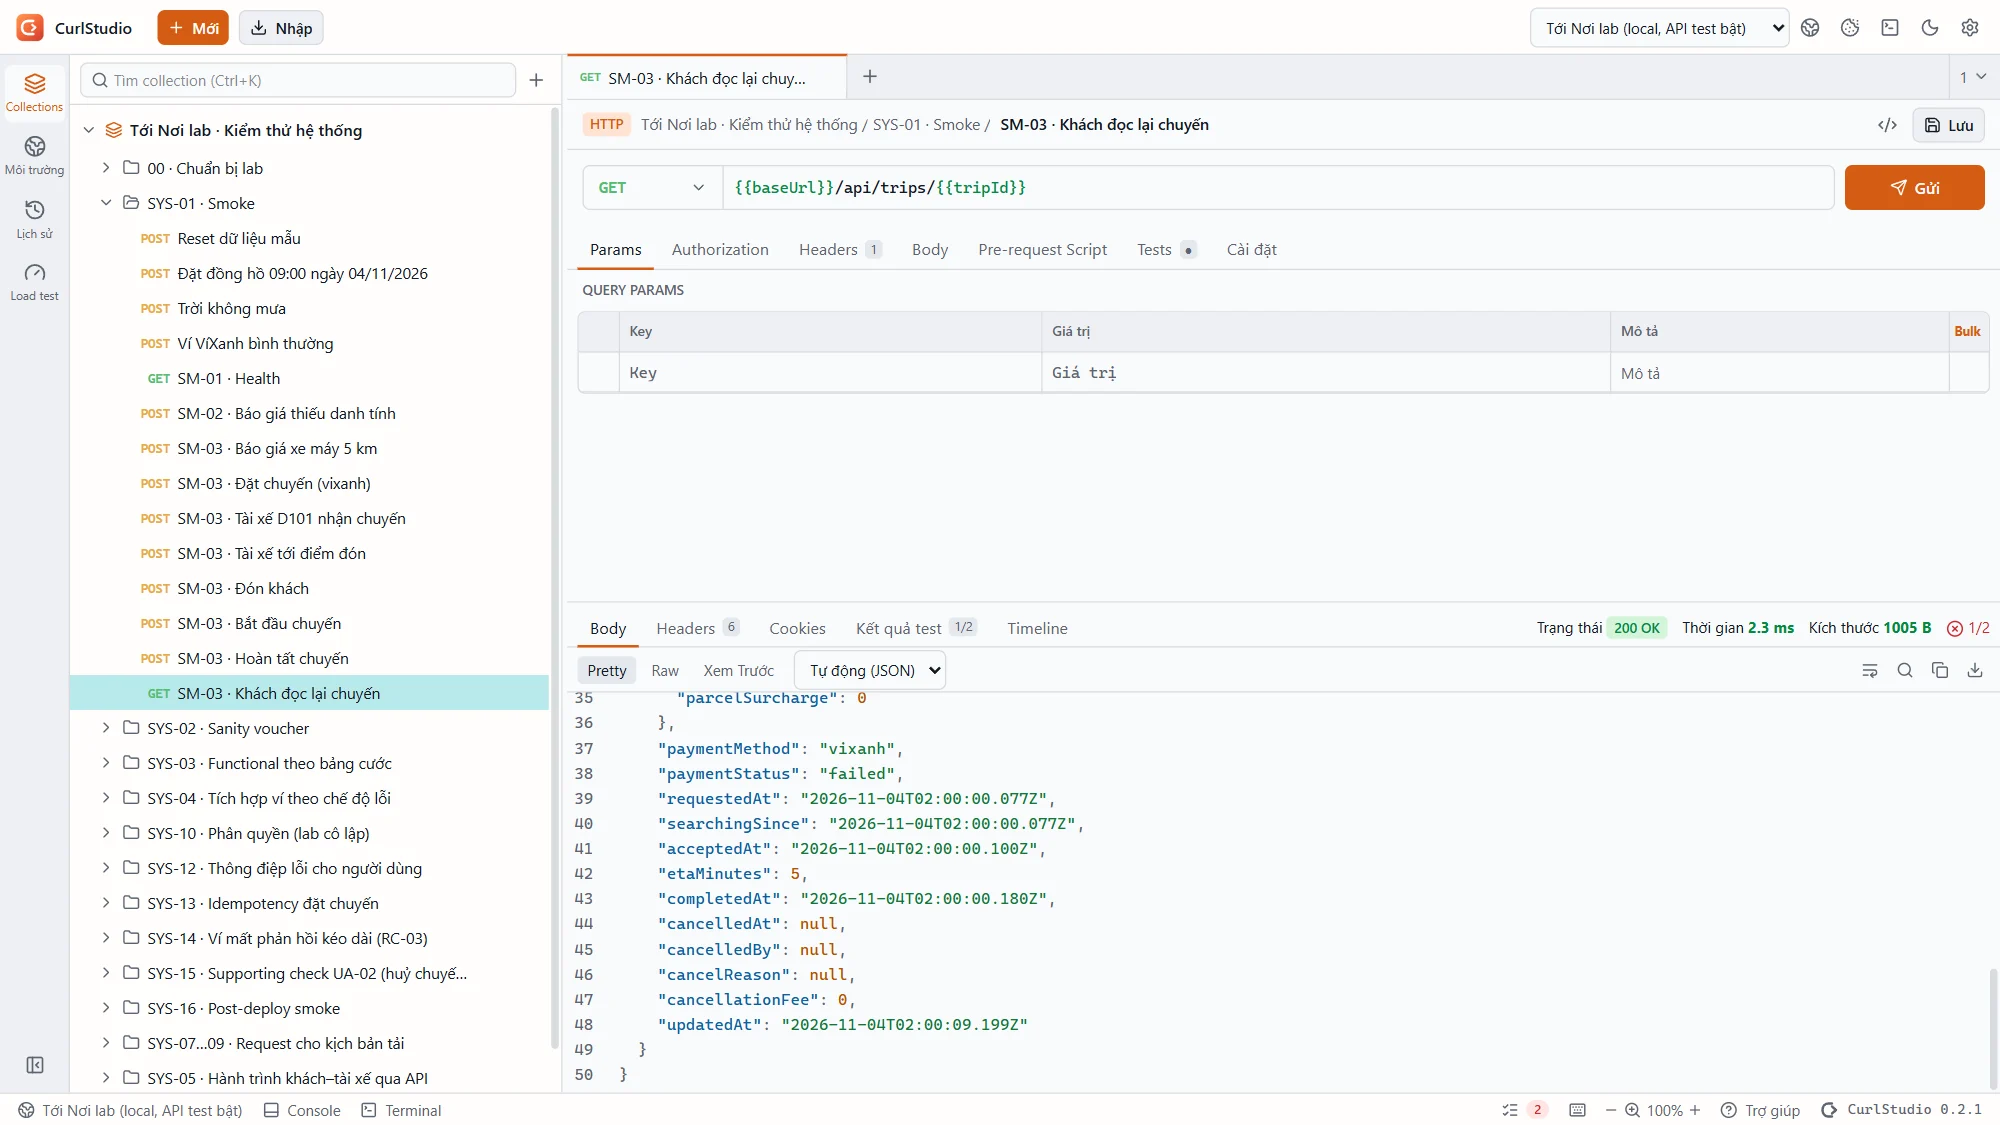 CurlStudio
Mới
Nhập
Tới Nơi lab (local, API test bật)
Collections
Môi trường
Lịch sử
Load test
Tìm collection (Ctrl+K)
Tới Nơi lab · Kiểm thử hệ thống
00 · Chuẩn bị lab
SYS-01 · Smoke
POST Reset dữ liệu mẫu
POST Đặt đồng hồ 09:00 ngày 04/11/2026
POST Trời không mưa
POST Ví VíXanh bình thường
GET SM-01 · Health
POST SM-02 · Báo giá thiếu danh tính
POST SM-03 · Báo giá xe máy 5 km
POST SM-03 · Đặt chuyến (vixanh)
POST SM-03 · Tài xế D101 nhận chuyến
POST SM-03 · Tài xế tới điểm đón
POST SM-03 · Đón khách
POST SM-03 · Bắt đầu chuyến
POST SM-03 · Hoàn tất chuyến
GET SM-03 · Khách đọc lại chuyến
SYS-02 · Sanity voucher
SYS-03 · Functional theo bảng cước
SYS-04 · Tích hợp ví theo chế độ lỗi
SYS-10 · Phân quyền (lab cô lập)
SYS-12 · Thông điệp lỗi cho người dùng
SYS-13 · Idempotency đặt chuyến
SYS-14 · Ví mất phản hồi kéo dài (RC-03)
SYS-15 · Supporting check UA-02 (huỷ chuyế...
SYS-16 · Post-deploy smoke
SYS-07...09 · Request cho kịch bản tải
SYS-05 · Hành trình khách–tài xế qua API
GET SM-03 · Khách đọc lại chuy...
1
HTTP Tới Nơi lab · Kiểm thử hệ thống / SYS-01 · Smoke / SM-03 · Khách đọc lại chuyến
Lưu
GET {{baseUrl}}/api/trips/{{tripId}}
Gửi
Params Authorization Headers 1 Body Pre-request Script Tests Cài đặt
QUERY PARAMS
Key Giá trị Mô tả Bulk
Key Giá trị Mô tả
Body Headers 6 Cookies Kết quả test 1/2 Timeline
Trạng thái 200 OK Thời gian 2.3 ms Kích thước 1005 B 1/2
Pretty Raw Xem Trước Tự động (JSON)
35 "parcelSurcharge": 0
36 },
37 "paymentMethod": "vixanh",
38 "paymentStatus": "failed",
39 "requestedAt": "2026-11-04T02:00:00.077Z",
40 "searchingSince": "2026-11-04T02:00:00.077Z",
41 "acceptedAt": "2026-11-04T02:00:00.100Z",
42 "etaMinutes": 5,
43 "completedAt": "2026-11-04T02:00:00.180Z",
44 "cancelledAt": null,
45 "cancelledBy": null,
46 "cancelReason": null,
47 "cancellationFee": 0,
48 "updatedAt": "2026-11-04T02:00:09.199Z"
49 }
50 }
Tới Nơi lab (local, API test bật) Console Terminal
2 100% Trợ giúp CurlStudio 0.2.1